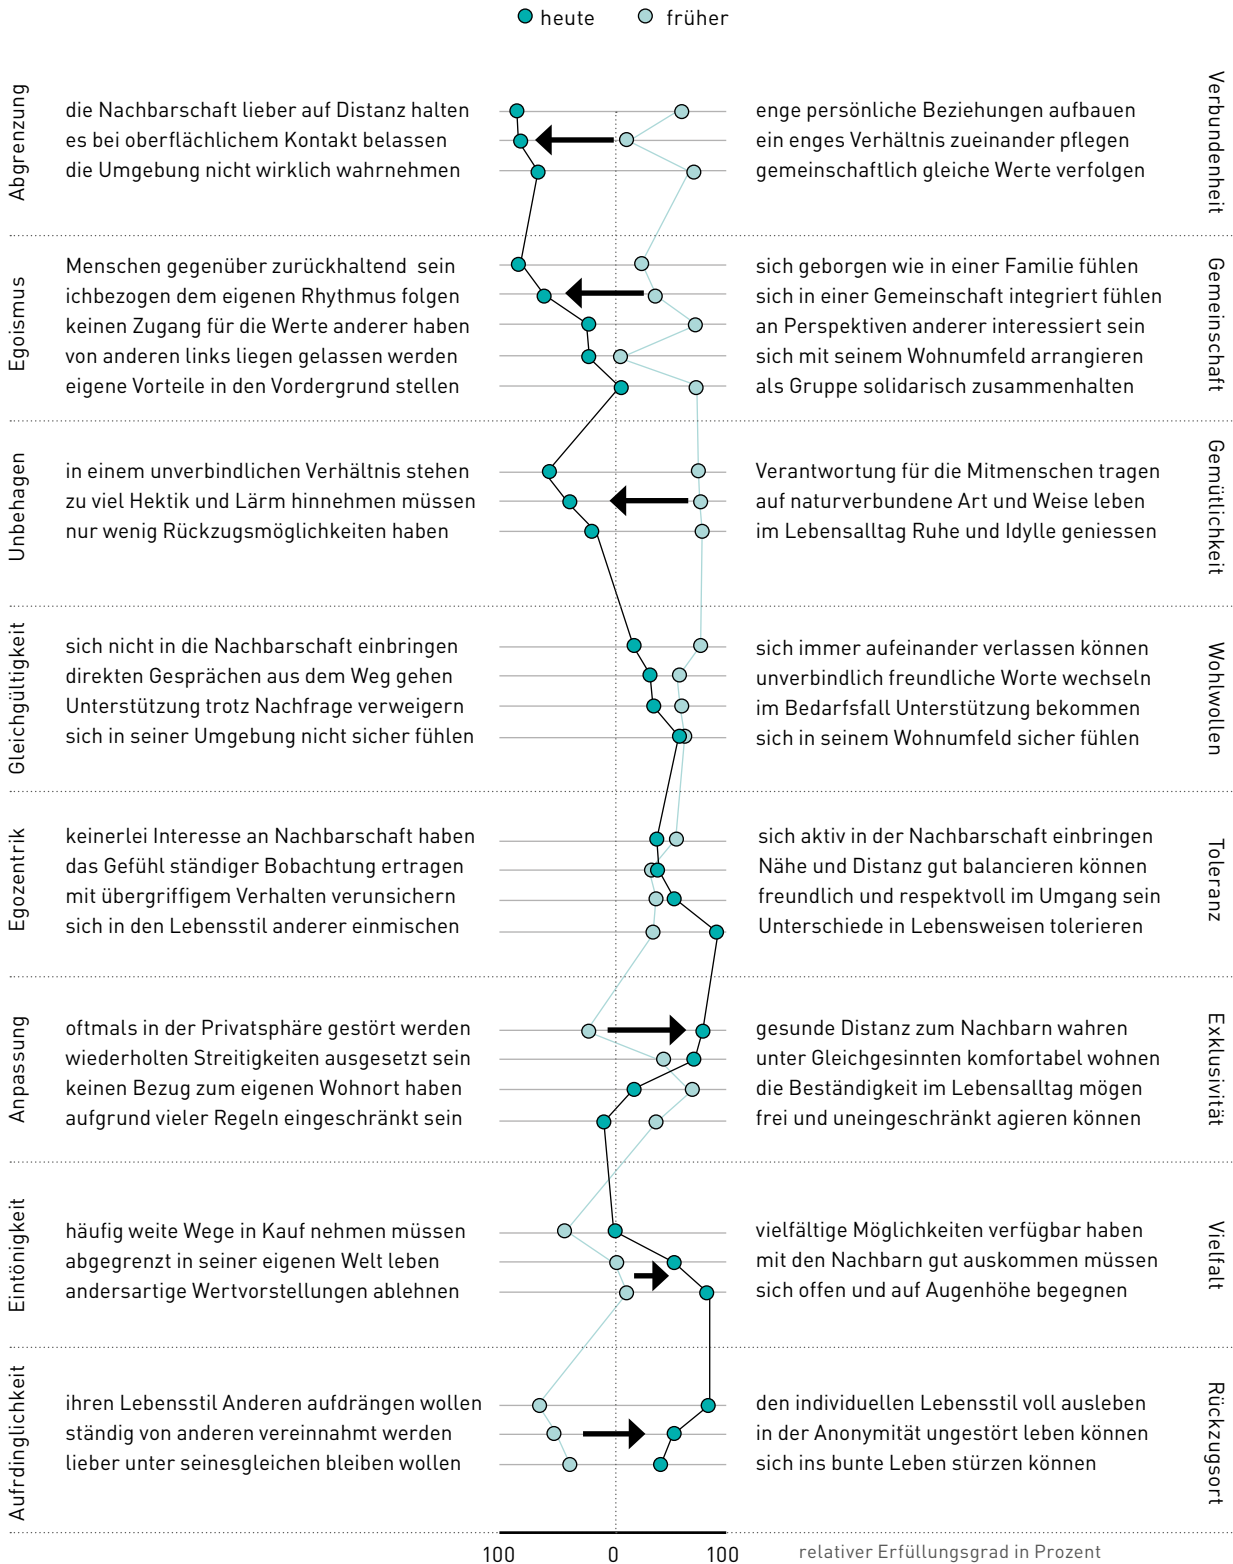 heute früher
Abgrenzung
Verbundenheit
die Nachbarschaft lieber auf Distanz halten enge persönliche Beziehungen aufbauen
es bei oberflächlichem Kontakt belassen ein enges Verhältnis zueinander pflegen
die Umgebung nicht wirklich wahrnehmen gemeinschaftlich gleiche Werte verfolgen
Egoismus
Gemeinschaft
Menschen gegenüber zurückhaltend sein sich geborgen wie in einer Familie fühlen
ichbezogen dem eigenen Rhythmus folgen sich in einer Gemeinschaft integriert fühlen
keinen Zugang für die Werte anderer haben an Perspektiven anderer interessiert sein
von anderen links liegen gelassen werden sich mit seinem Wohnumfeld arrangieren
eigene Vorteile in den Vordergrund stellen als Gruppe solidarisch zusammenhalten
Unbehagen
Gemütlichkeit
in einem unverbindlichen Verhältnis stehen Verantwortung für die Mitmenschen tragen
zu viel Hektik und Lärm hinnehmen müssen auf naturverbundene Art und Weise leben
nur wenig Rückzugsmöglichkeiten haben im Lebensalltag Ruhe und Idylle geniessen
Gleichgültigkeit
Wohlwollen
sich nicht in die Nachbarschaft einbringen sich immer aufeinander verlassen können
direkten Gesprächen aus dem Weg gehen unverbindlich freundliche Worte wechseln
Unterstützung trotz Nachfrage verweigern im Bedarfsfall Unterstützung bekommen
sich in seiner Umgebung nicht sicher fühlen sich in seinem Wohnumfeld sicher fühlen
Egozentrik
Toleranz
keinerlei Interesse an Nachbarschaft haben sich aktiv in der Nachbarschaft einbringen
das Gefühl ständiger Bobachtung ertragen Nähe und Distanz gut balancieren können
mit übergriffigem Verhalten verunsichern freundlich und respektvoll im Umgang sein
sich in den Lebensstil anderer einmischen Unterschiede in Lebensweisen tolerieren
Anpassung
Exklusivität
oftmals in der Privatsphäre gestört werden gesunde Distanz zum Nachbarn wahren
wiederholten Streitigkeiten ausgesetzt sein unter Gleichgesinnten komfortabel wohnen
keinen Bezug zum eigenen Wohnort haben die Beständigkeit im Lebensalltag mögen
aufgrund vieler Regeln eingeschränkt sein frei und uneingeschränkt agieren können
Eintönigkeit
Vielfalt
häufig weite Wege in Kauf nehmen müssen vielfältige Möglichkeiten verfügbar haben
abgegrenzt in seiner eigenen Welt leben mit den Nachbarn gut auskommen müssen
andersartige Wertvorstellungen ablehnen sich offen und auf Augenhöhe begegnen
Aufrdinglichkeit
Rückzugsort
ihren Lebensstil Anderen aufdrängen wollen den individuellen Lebensstil voll ausleben
ständig von anderen vereinnahmt werden in der Anonymität ungestört leben können
lieber unter seinesgleichen bleiben wollen sich ins bunte Leben stürzen können
100 0 100 relativer Erfüllungsgrad in Prozent